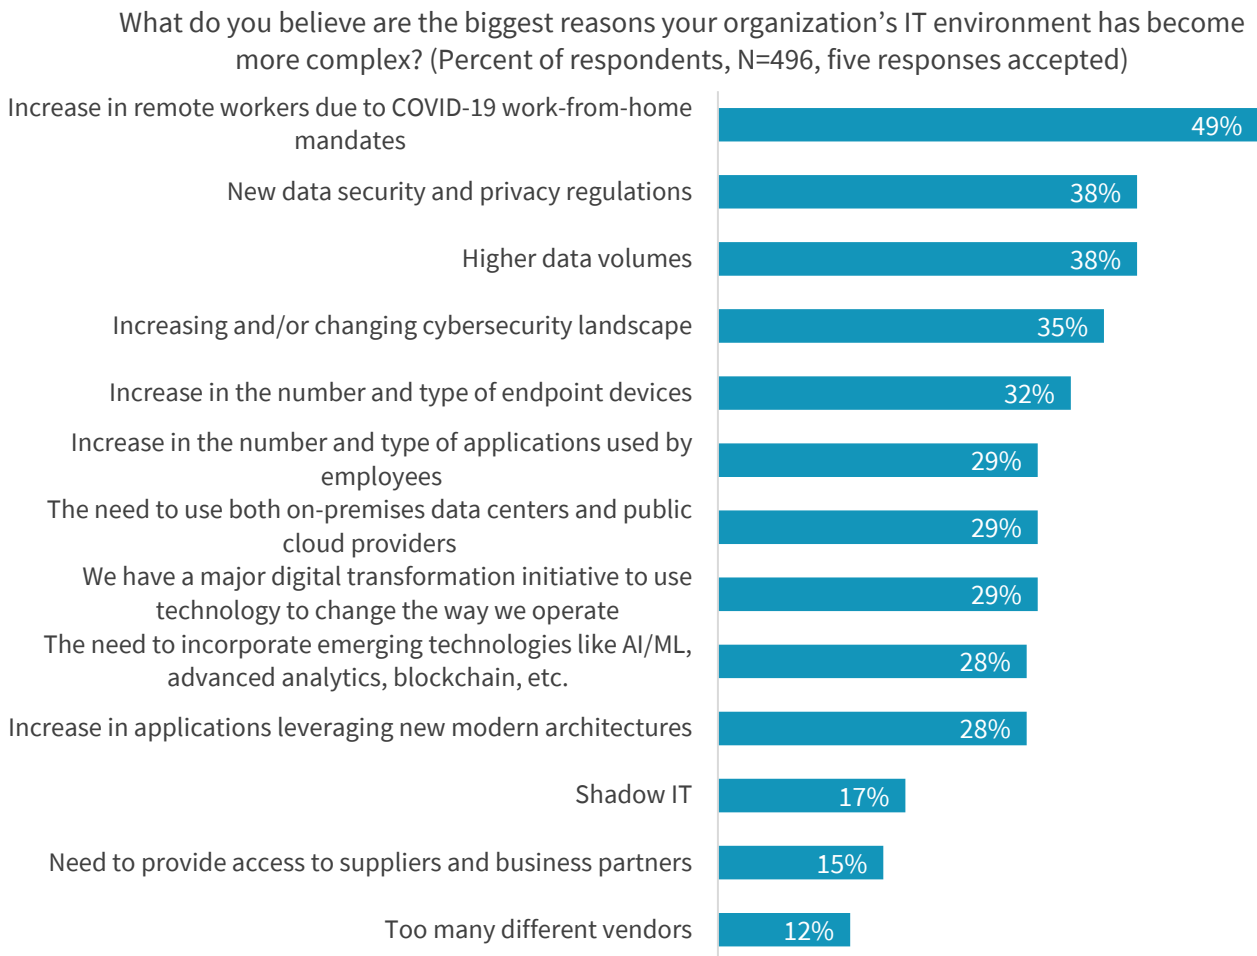 What do you believe are the biggest reasons your organization’s IT environment has become
more complex? (Percent of respondents, N=496, five responses accepted)
Increase in remote workers due to COVID-19 work-from-home
mandates
49%
New data security and privacy regulations
38%
Higher data volumes
38%
Increasing and/or changing cybersecurity landscape
35%
Increase in the number and type of endpoint devices
32%
Increase in the number and type of applications used by
employees
29%
The need to use both on-premises data centers and public
cloud providers
29%
We have a major digital transformation initiative to use
technology to change the way we operate
29%
The need to incorporate emerging technologies like AI/ML,
advanced analytics, blockchain, etc.
28%
Increase in applications leveraging new modern architectures
28%
Shadow IT
17%
Need to provide access to suppliers and business partners
15%
Too many different vendors
12%